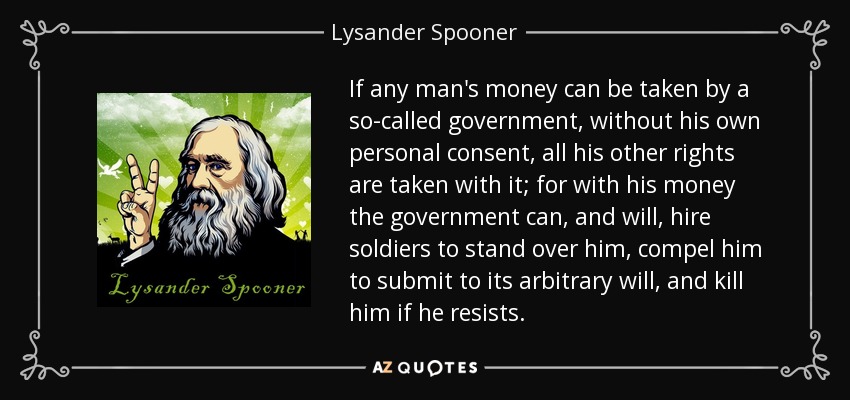 Lysander Spooner
If any man's money can be taken by a
so-called government, without his own
personal consent, all his other rights
are taken with it; for with his money
the government can, and will, hire
soldiers to stand over him, compel him
to submit to its arbitrary will, and kill
him if he resists.
Lysander Spooner
AZ QUOTES